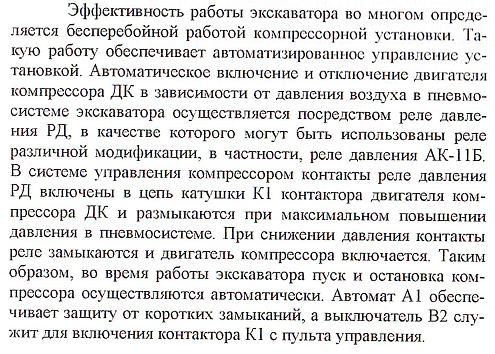 Эффективность работы экскаватора во многом опреде-
ляется бесперебойной работой компрессорной установки. Та-
кую работу обеспечивает автоматизированное управление ус-
тановкой. Автоматическое включение и отключение двигателя
компрессора ДК в зависимости от давления воздуха в пневмо-
системе экскаватора осуществляется посредством реле давле-
ния РД, в качестве которого могут быть использованы реле
различной модификации, в частности, реле давления АК-11Б.
В системе управления компрессором контакты реле давления
РД включены в цепь катушки К1 контактора двигателя ком-
прессора ДК и размыкаются при максимальном повышении
давления в пневмосистеме. При снижении давления контакты
реле замыкаются и двигатель компрессора включается. Таким
образом, во время работы экскаватора пуск и остановка ком-
прессора осуществляются автоматически. Автомат А1 обеспе-
чивает защиту от коротких замыканий, а выключатель В2 слу-
жит для включения контактора К1 с пульта управления.